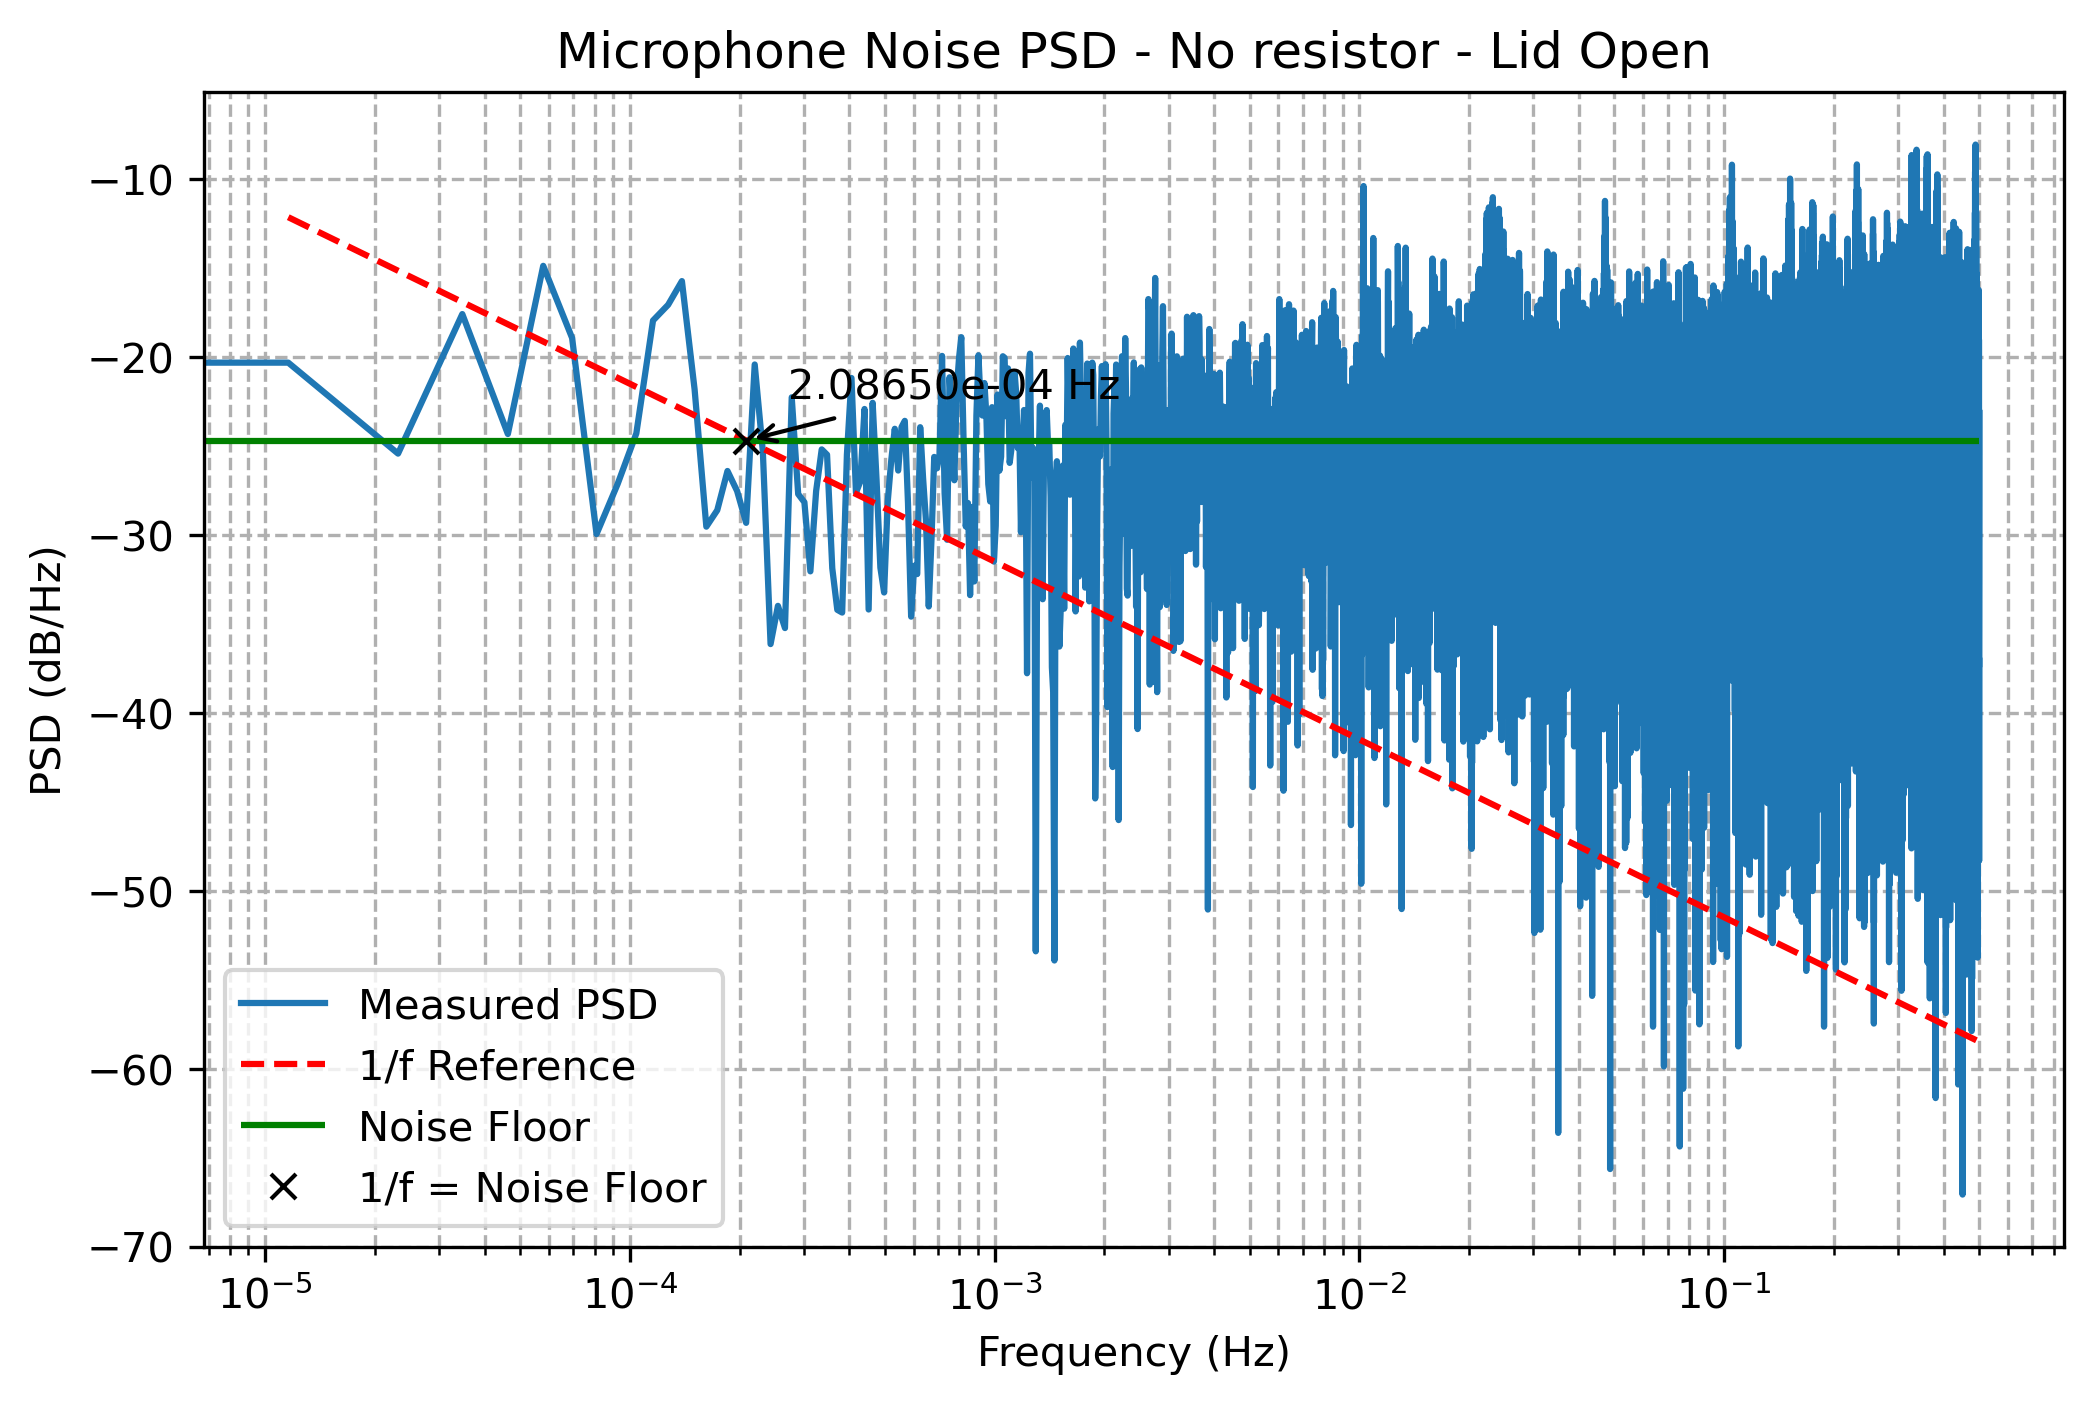 Microphone Noise PSD - No resistor - Lid Open
PSD (dB/Hz)
−10
−20
−30
−40
−50
−60
−70
2.08650e-04 Hz
Measured PSD
1/f Reference
Noise Floor
1/f = Noise Floor
10⁻⁵ 10⁻⁴ 10⁻³ 10⁻² 10⁻¹
Frequency (Hz)